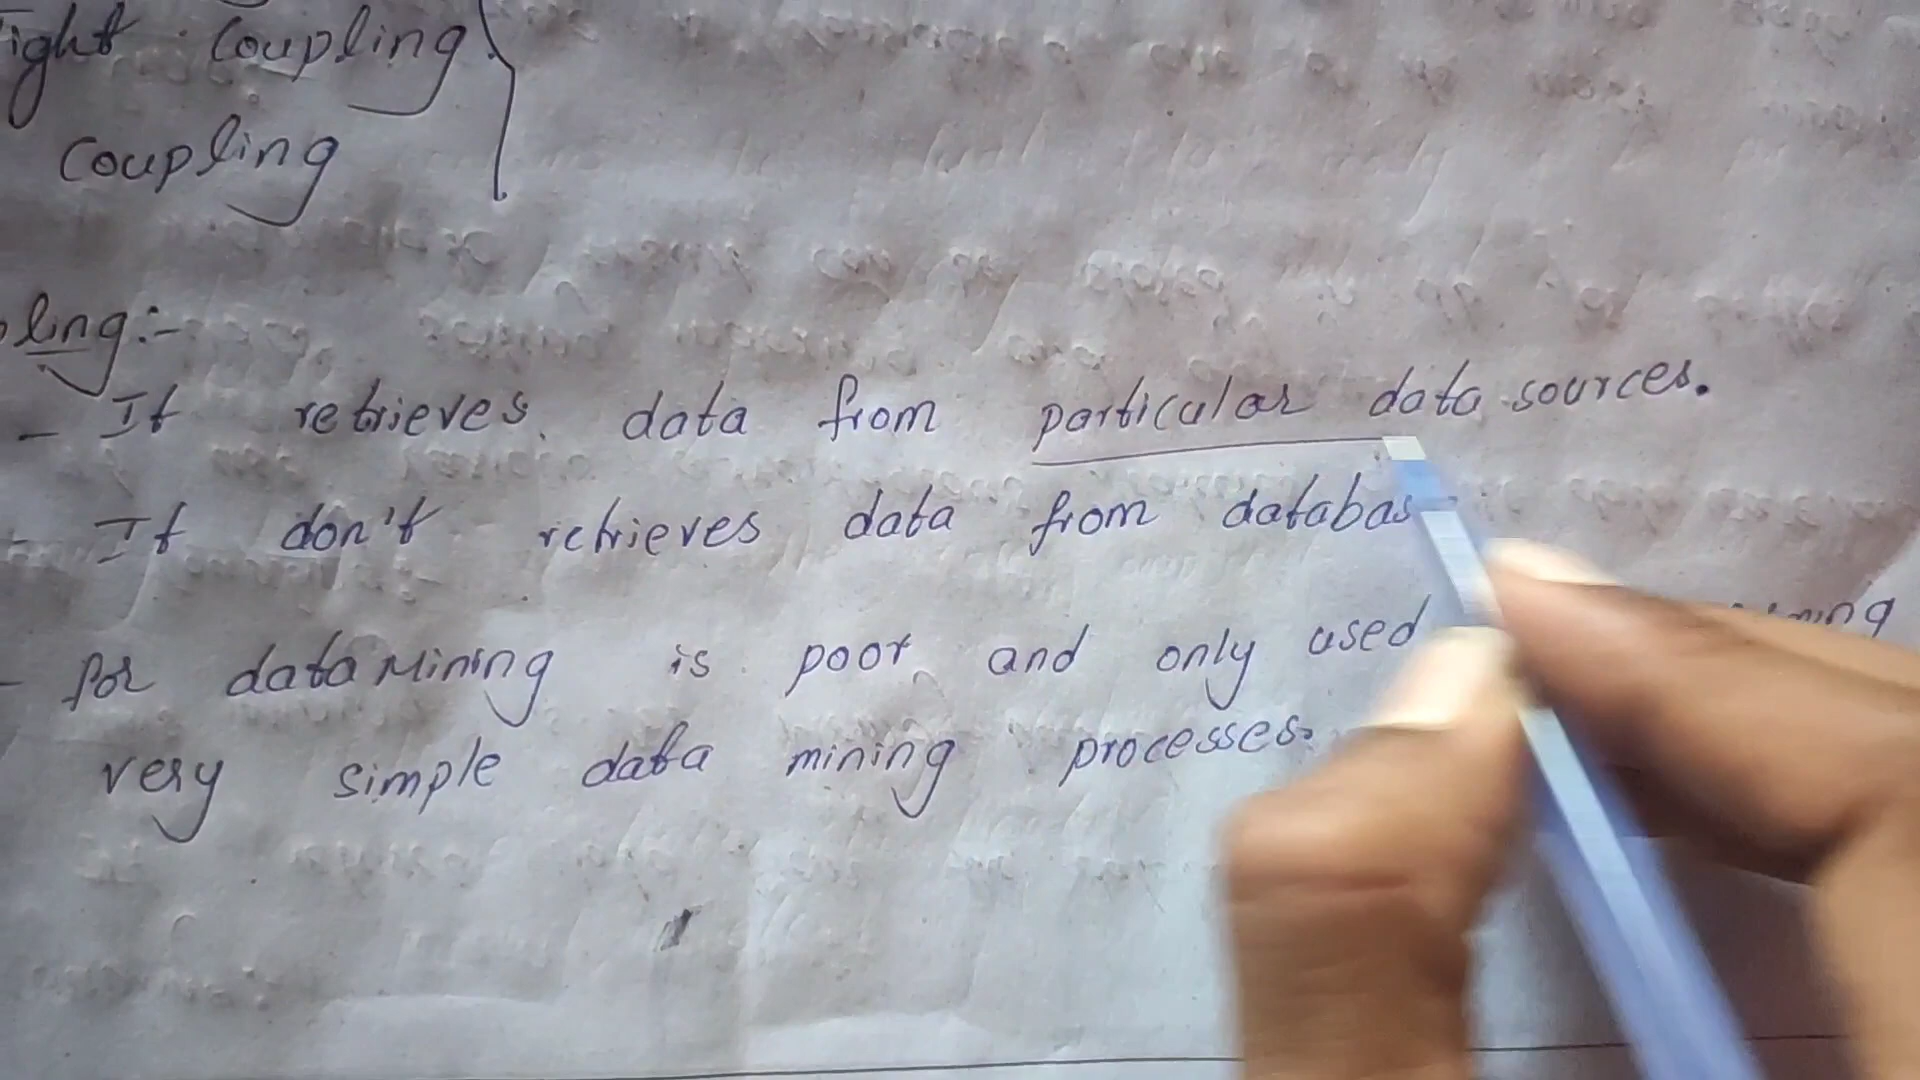 ight coupling
coupling
ling:-
- It retrieves data from particular data sources.
- It don't retrieves data from databas
- for data Mining is poor and only used
very simple data mining processes.